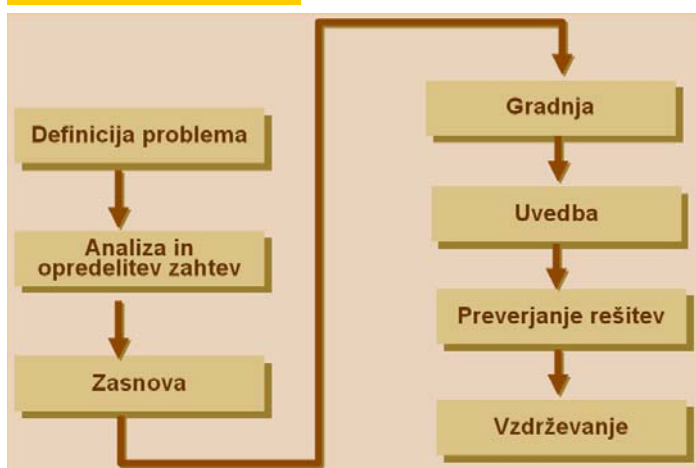 Definicija problema
Analiza in
opredelitev zahtev
Zasnova
Gradnja
Uvedba
Preverjanje rešitev
Vzdrževanje